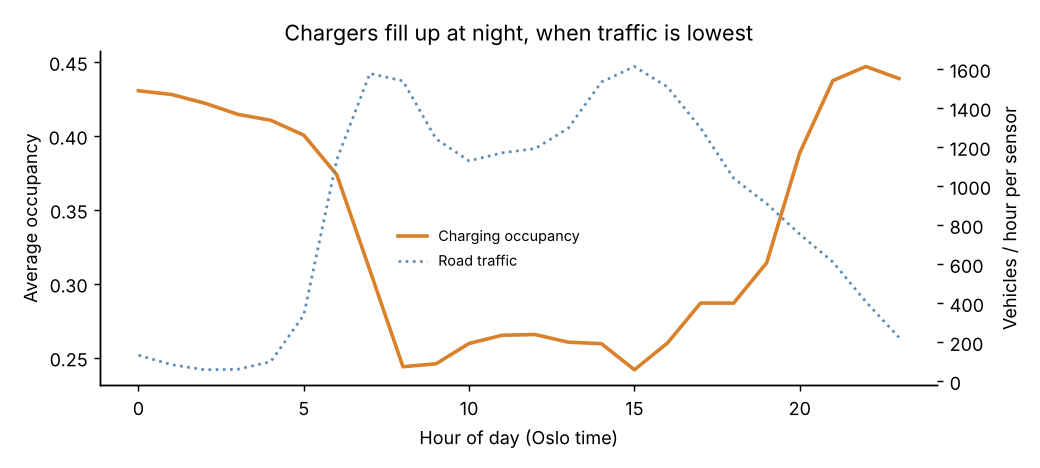 Chargers fill up at night, when traffic is lowest
Average occupancy
0.45
0.40
0.35
0.30
0.25
Charging occupancy
Road traffic
1600
1400
1200
1000
800
600
400
200
0
Vehicles / hour per sensor
0 5 10 15 20
Hour of day (Oslo time)